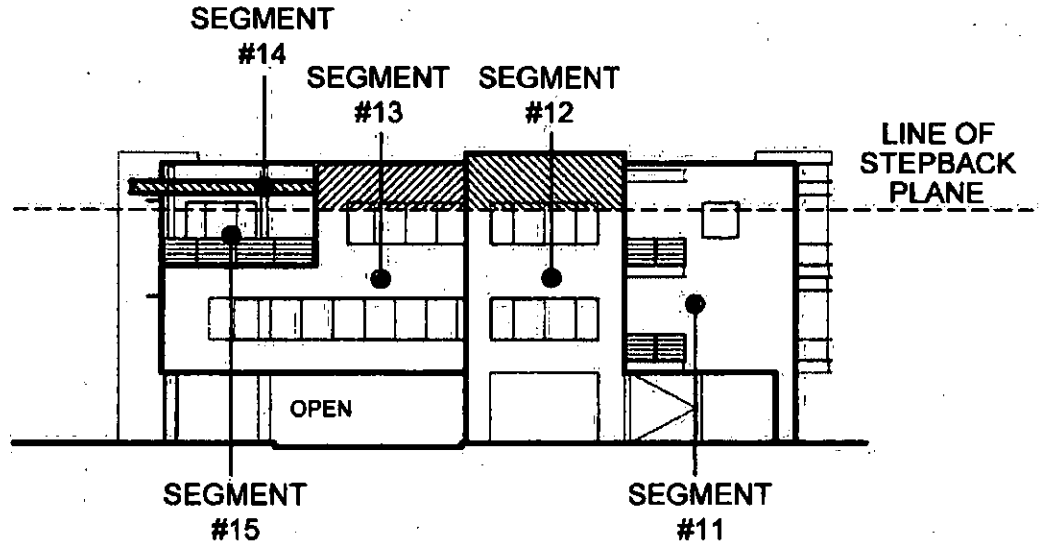 SEGMENT
#14
SEGMENT
#13
SEGMENT
#12
LINE OF
STEPBACK
PLANE
OPEN
SEGMENT
#15
SEGMENT
#11